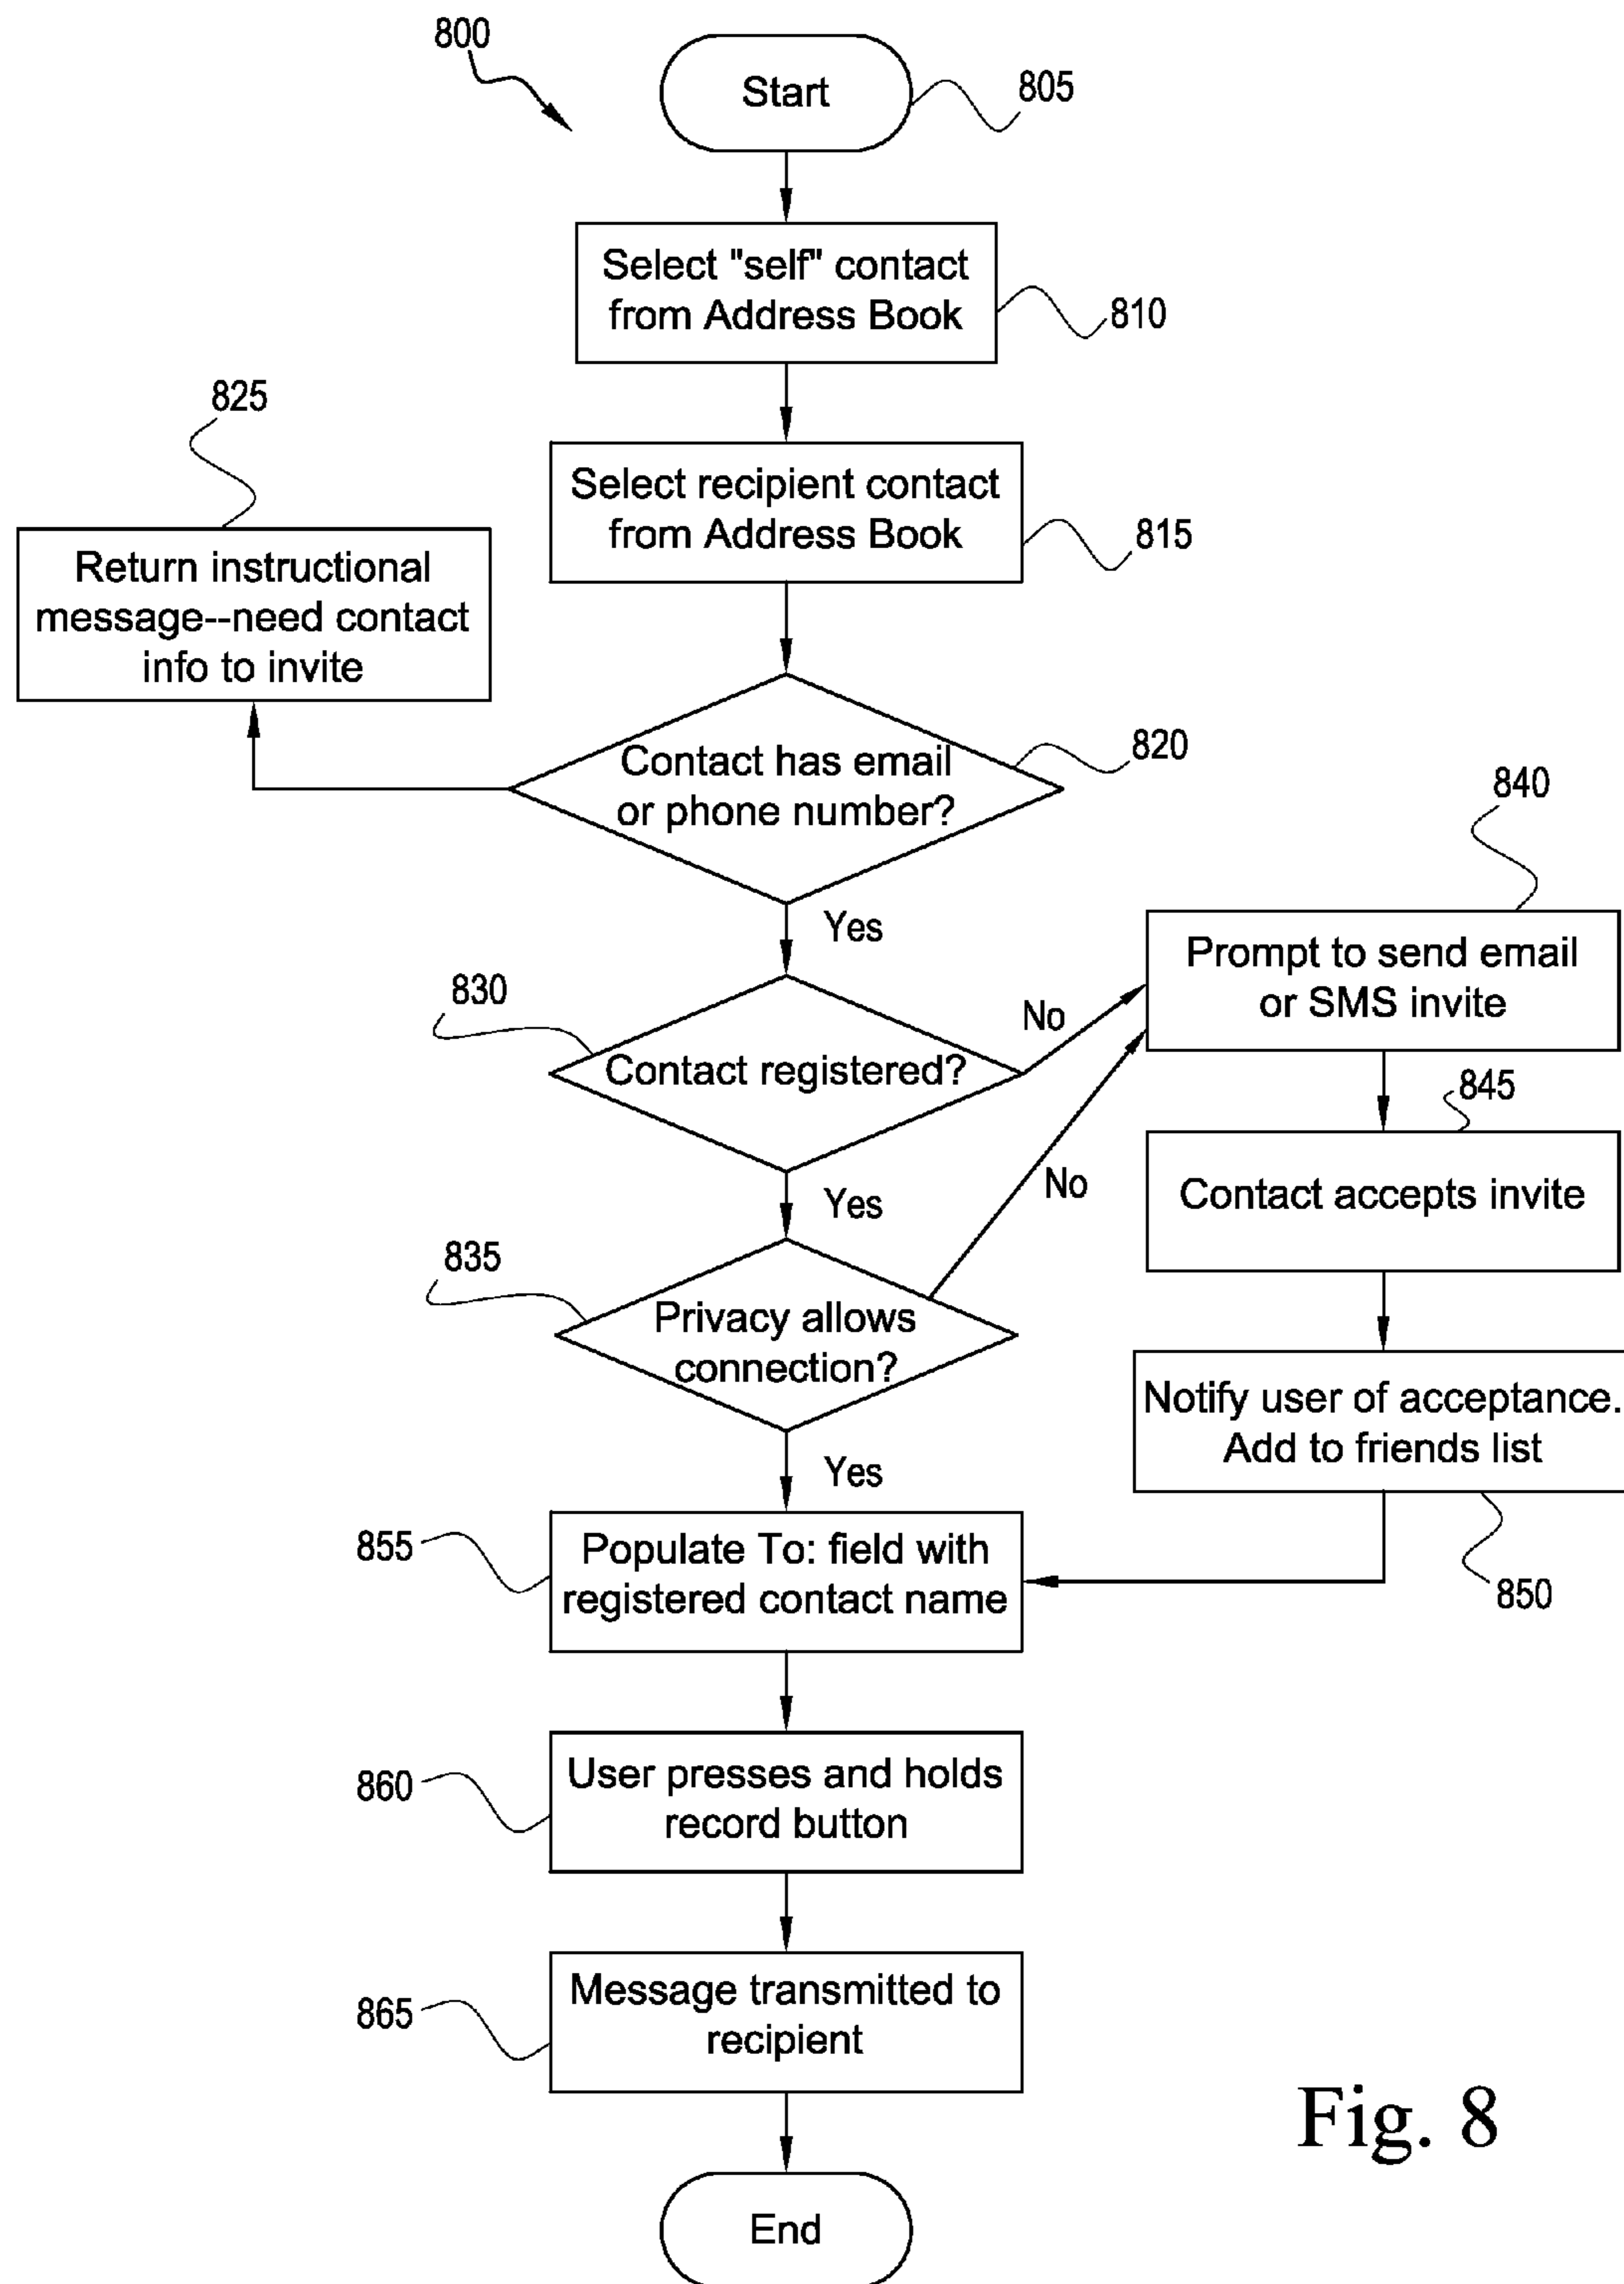 800
Start
805
Select "self" contact
from Address Book
810
825
Select recipient contact
from Address Book
815
Return instructional
message--need contact
info to invite
Contact has email
or phone number?
820
840
Yes
Prompt to send email
or SMS invite
830
No
Contact registered?
845
Yes
No
Contact accepts invite
835
Privacy allows
connection?
Notify user of acceptance.
Add to friends list
Yes
855
Populate To: field with
registered contact name
850
860
User presses and holds
record button
865
Message transmitted to
recipient
Fig. 8
End